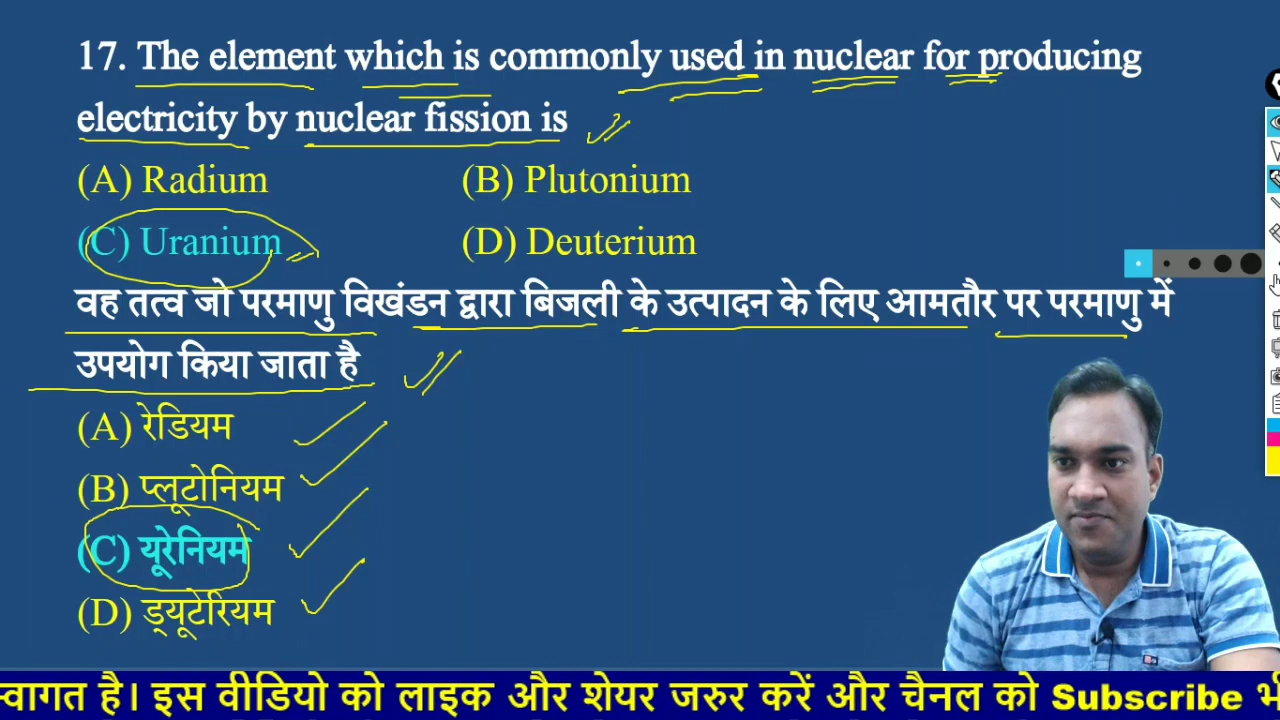 17. The element which is commonly used in nuclear for producing
electricity by nuclear fission is
(A) Radium (B) Plutonium
(C) Uranium (D) Deuterium
वह तत्व जो परमाणु विखंडन द्वारा बिजली के उत्पादन के लिए आमतौर पर परमाणु में
उपयोग किया जाता है
(A) रेडियम
(B) प्लूटोनियम
(C) यूरेनियम
(D) ड्यूटेरियम
स्वागत है। इस वीडियो को लाइक और शेयर जरुर करें और चैनल को Subscribe भी